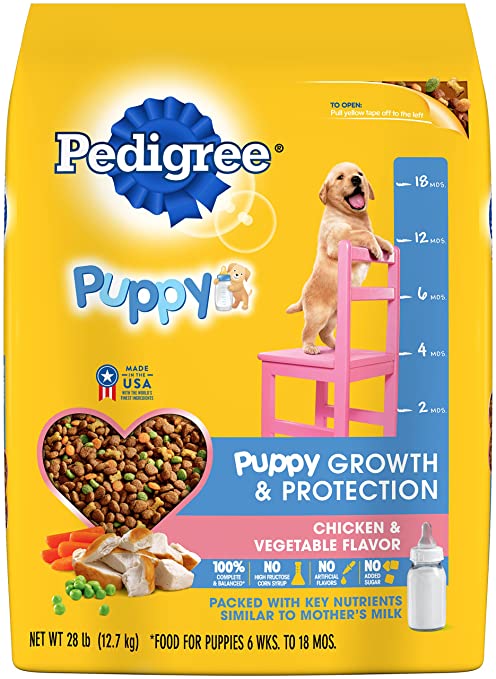 TO OPEN:
Pull yellow tape off to the left
Pedigree®
18 MOS.
12 MOS.
6 MOS.
4 MOS.
2 MOS.
Puppy
MADE
IN THE
USA
WITH THE WORLD'S
FINEST INGREDIENTS
Puppy GROWTH
& PROTECTION
CHICKEN &
VEGETABLE FLAVOR
100%
COMPLETE
& BALANCED*
NO
HIGH FRUCTOSE
CORN SYRUP
NO
ARTIFICIAL
FLAVORS
NO
ADDED
SUGAR
PACKED WITH KEY NUTRIENTS
SIMILAR TO MOTHER'S MILK
NET WT 28 lb (12.7 kg) *FOOD FOR PUPPIES 6 WKS. TO 18 MOS.